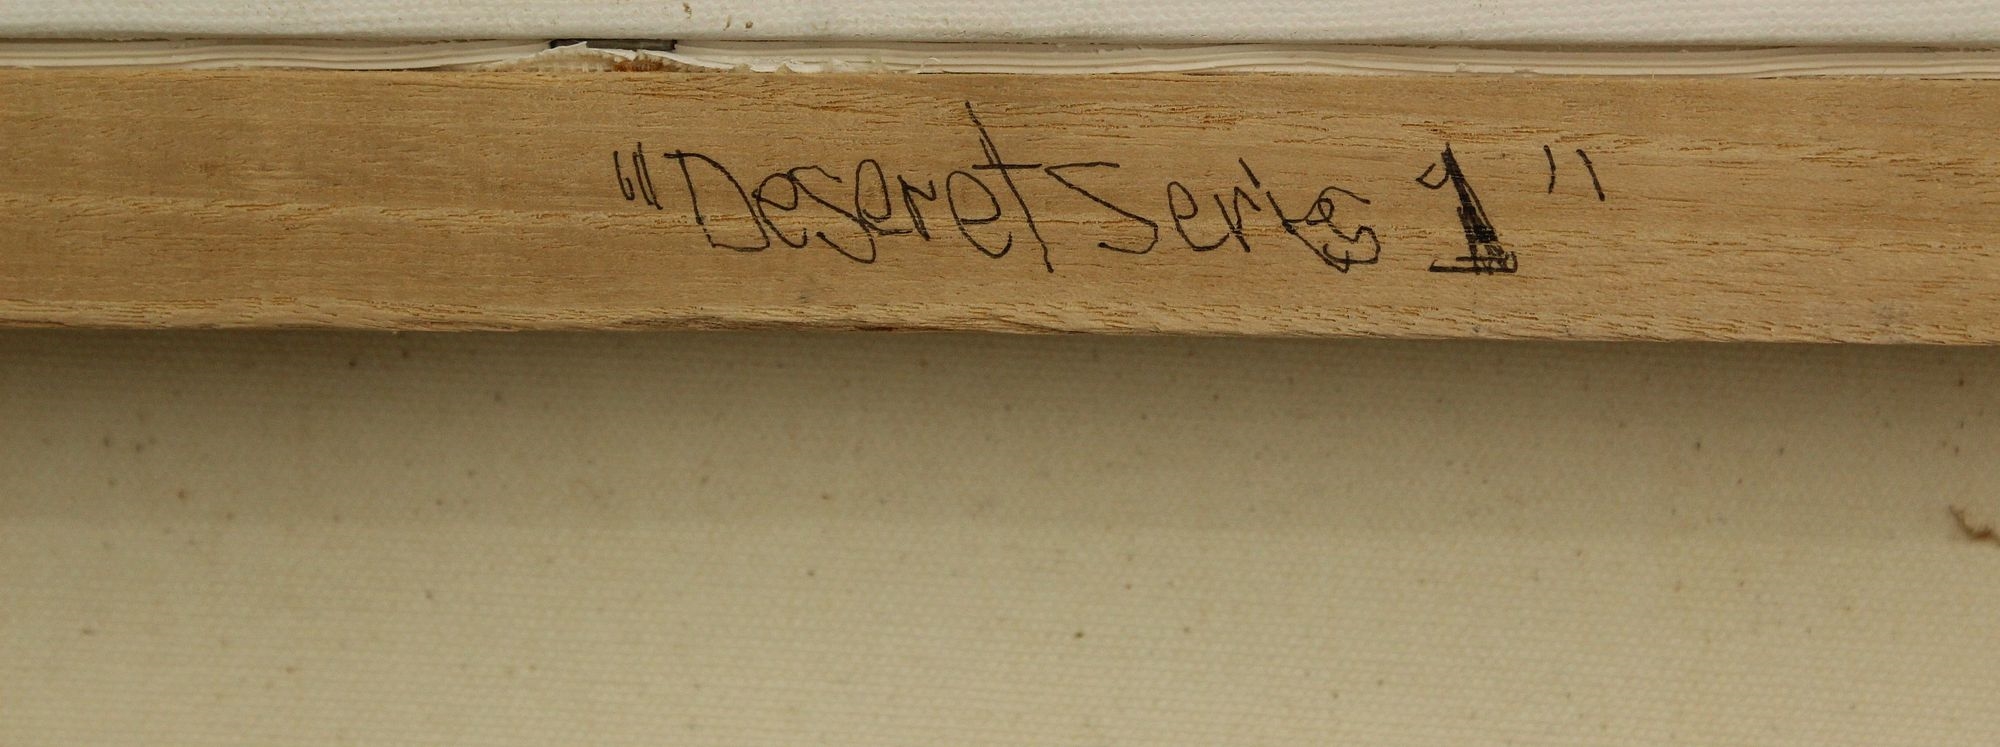 "Deseret Series 1"